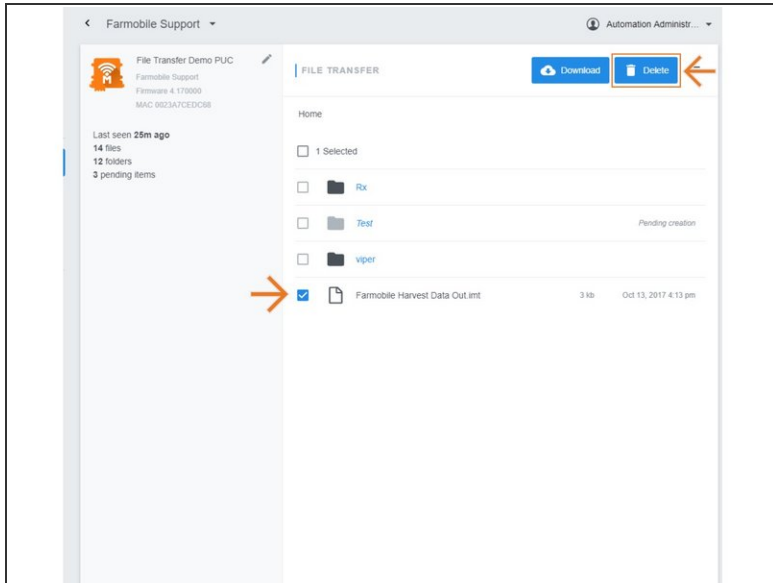 Farmobile Support
Automation Administr...
File Transfer Demo PUC
Farmobile Support
Firmware 4.170000
MAC 0023A7CEDC68
Last seen 25m ago
14 files
12 folders
3 pending items
FILE TRANSFER
Download
Delete
Home
1 Selected
Rx
Test Pending creation
viper
Farmobile Harvest Data Out.imt 3 kb Oct 13, 2017 4:13 pm